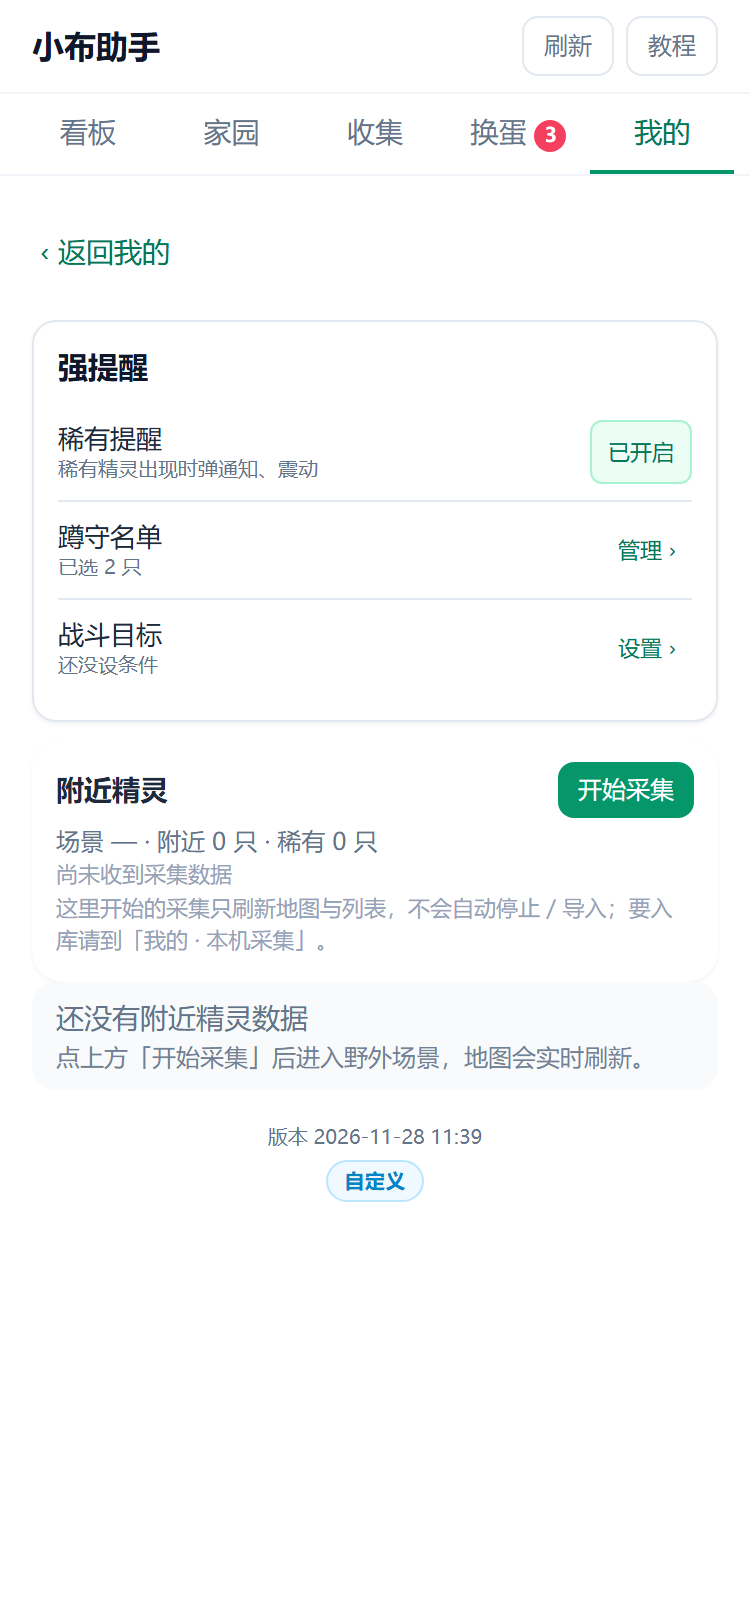 小布助手
刷新
教程
看板
家园
收集
换蛋 3
我的
‹ 返回我的
强提醒
稀有提醒
稀有精灵出现时弹通知、震动
已开启
蹲守名单
已选 2 只
管理 ›
战斗目标
还没设条件
设置 ›
附近精灵
开始采集
场景 — · 附近 0 只 · 稀有 0 只
尚未收到采集数据
这里开始的采集只刷新地图与列表，不会自动停止 / 导入；要入
库请到「我的 · 本机采集」。
还没有附近精灵数据
点上方「开始采集」后进入野外场景，地图会实时刷新。
版本 2026-11-28 11:39
自定义